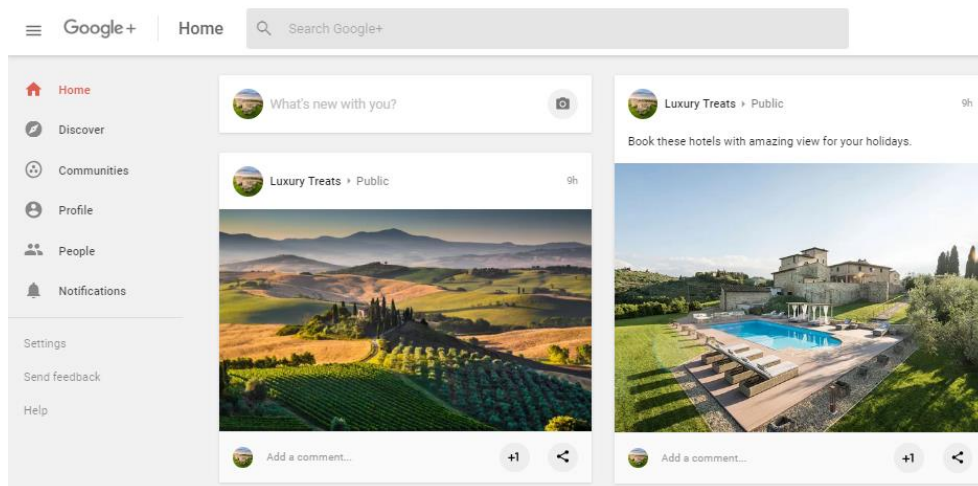 Google+
Home
Search Google+
Home
Discover
Communities
Profile
People
Notifications
Settings
Send feedback
Help
What's new with you?
Luxury Treats ▸ Public
9h
Add a comment...
+1
Luxury Treats ▸ Public
9h
Book these hotels with amazing view for your holidays.
Add a comment...
+1